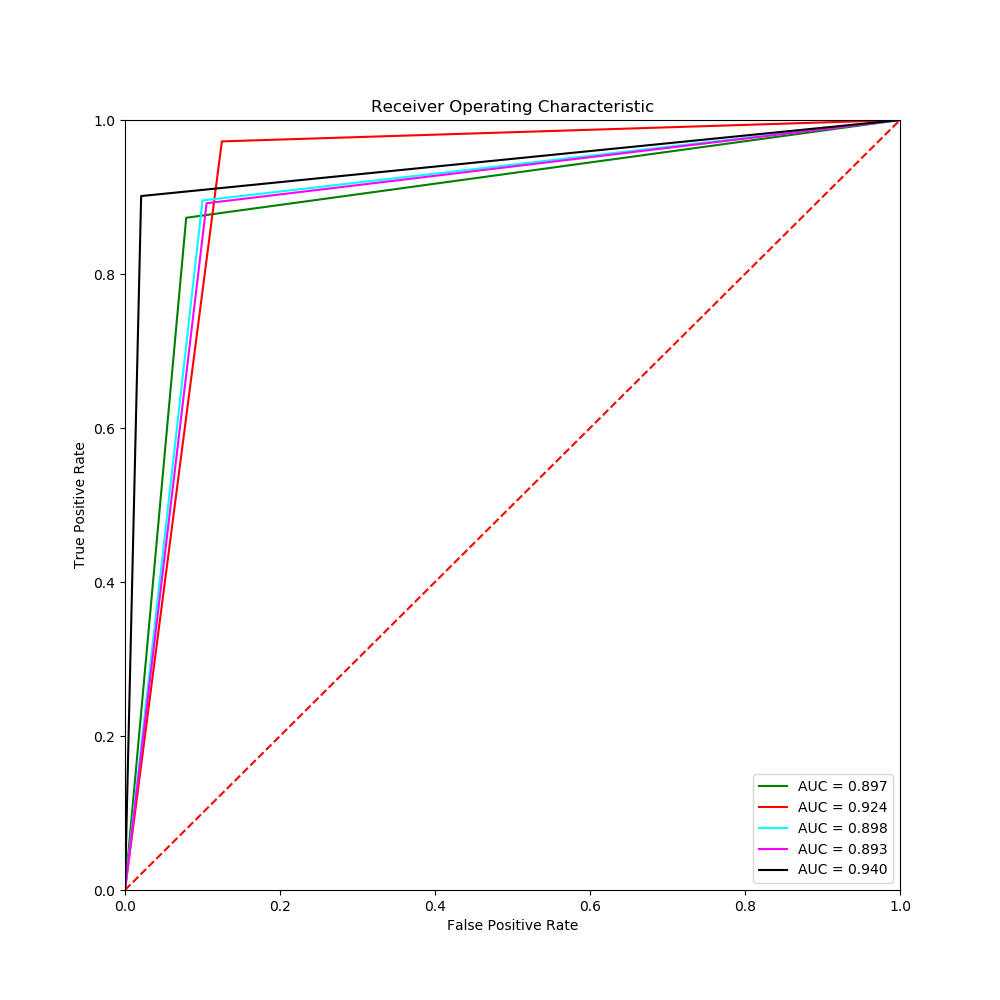 Receiver Operating Characteristic
1.0
0.8
0.6
0.4
0.2
0.0
True Positive Rate
0.0 0.2 0.4 0.6 0.8 1.0
False Positive Rate
AUC = 0.897
AUC = 0.924
AUC = 0.898
AUC = 0.893
AUC = 0.940